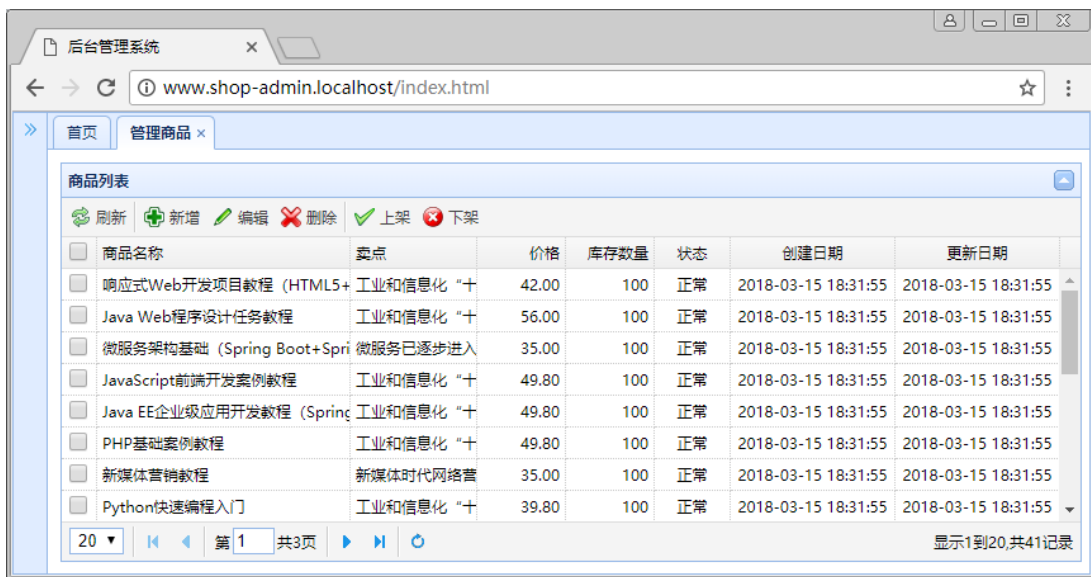 后台管理系统
www.shop-admin.localhost/index.html
首页 管理商品
商品列表
刷新 新增 编辑 删除 上架 下架
商品名称 卖点 价格 库存数量 状态 创建日期 更新日期
响应式Web开发项目教程（HTML5+ 工业和信息化“十 42.00 100 正常 2018-03-15 18:31:55 2018-03-15 18:31:55
Java Web程序设计任务教程 工业和信息化“十 56.00 100 正常 2018-03-15 18:31:55 2018-03-15 18:31:55
微服务架构基础（Spring Boot+Spri 微服务已逐步进入 35.00 100 正常 2018-03-15 18:31:55 2018-03-15 18:31:55
JavaScript前端开发案例教程 工业和信息化“十 49.80 100 正常 2018-03-15 18:31:55 2018-03-15 18:31:55
Java EE企业级应用开发教程（Spring 工业和信息化“十 49.80 100 正常 2018-03-15 18:31:55 2018-03-15 18:31:55
PHP基础案例教程 工业和信息化“十 49.80 100 正常 2018-03-15 18:31:55 2018-03-15 18:31:55
新媒体营销教程 新媒体时代网络营 35.00 100 正常 2018-03-15 18:31:55 2018-03-15 18:31:55
Python快速编程入门 工业和信息化“十 39.80 100 正常 2018-03-15 18:31:55 2018-03-15 18:31:55
20 第 1 共3页 显示1到20,共41记录